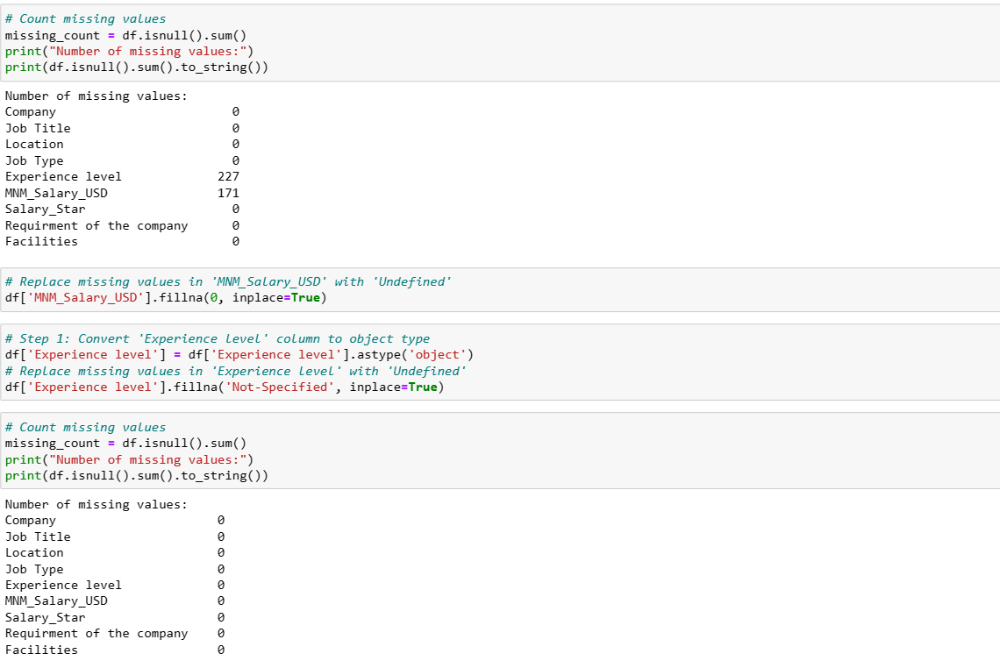 # Count missing values
missing_count = df.isnull().sum()
print("Number of missing values:")
print(df.isnull().sum().to_string())
Number of missing values:
Company 0
Job Title 0
Location 0
Job Type 0
Experience level 227
MNM_Salary_USD 171
Salary_Star 0
Requirment of the company 0
Facilities 0
# Replace missing values in 'MNM_Salary_USD' with 'Undefined'
df['MNM_Salary_USD'].fillna(0, inplace=True)
# Step 1: Convert 'Experience level' column to object type
df['Experience level'] = df['Experience level'].astype('object')
# Replace missing values in 'Experience level' with 'Undefined'
df['Experience level'].fillna('Not-Specified', inplace=True)
# Count missing values
missing_count = df.isnull().sum()
print("Number of missing values:")
print(df.isnull().sum().to_string())
Number of missing values:
Company 0
Job Title 0
Location 0
Job Type 0
Experience level 0
MNM_Salary_USD 0
Salary_Star 0
Requirment of the company 0
Facilities 0